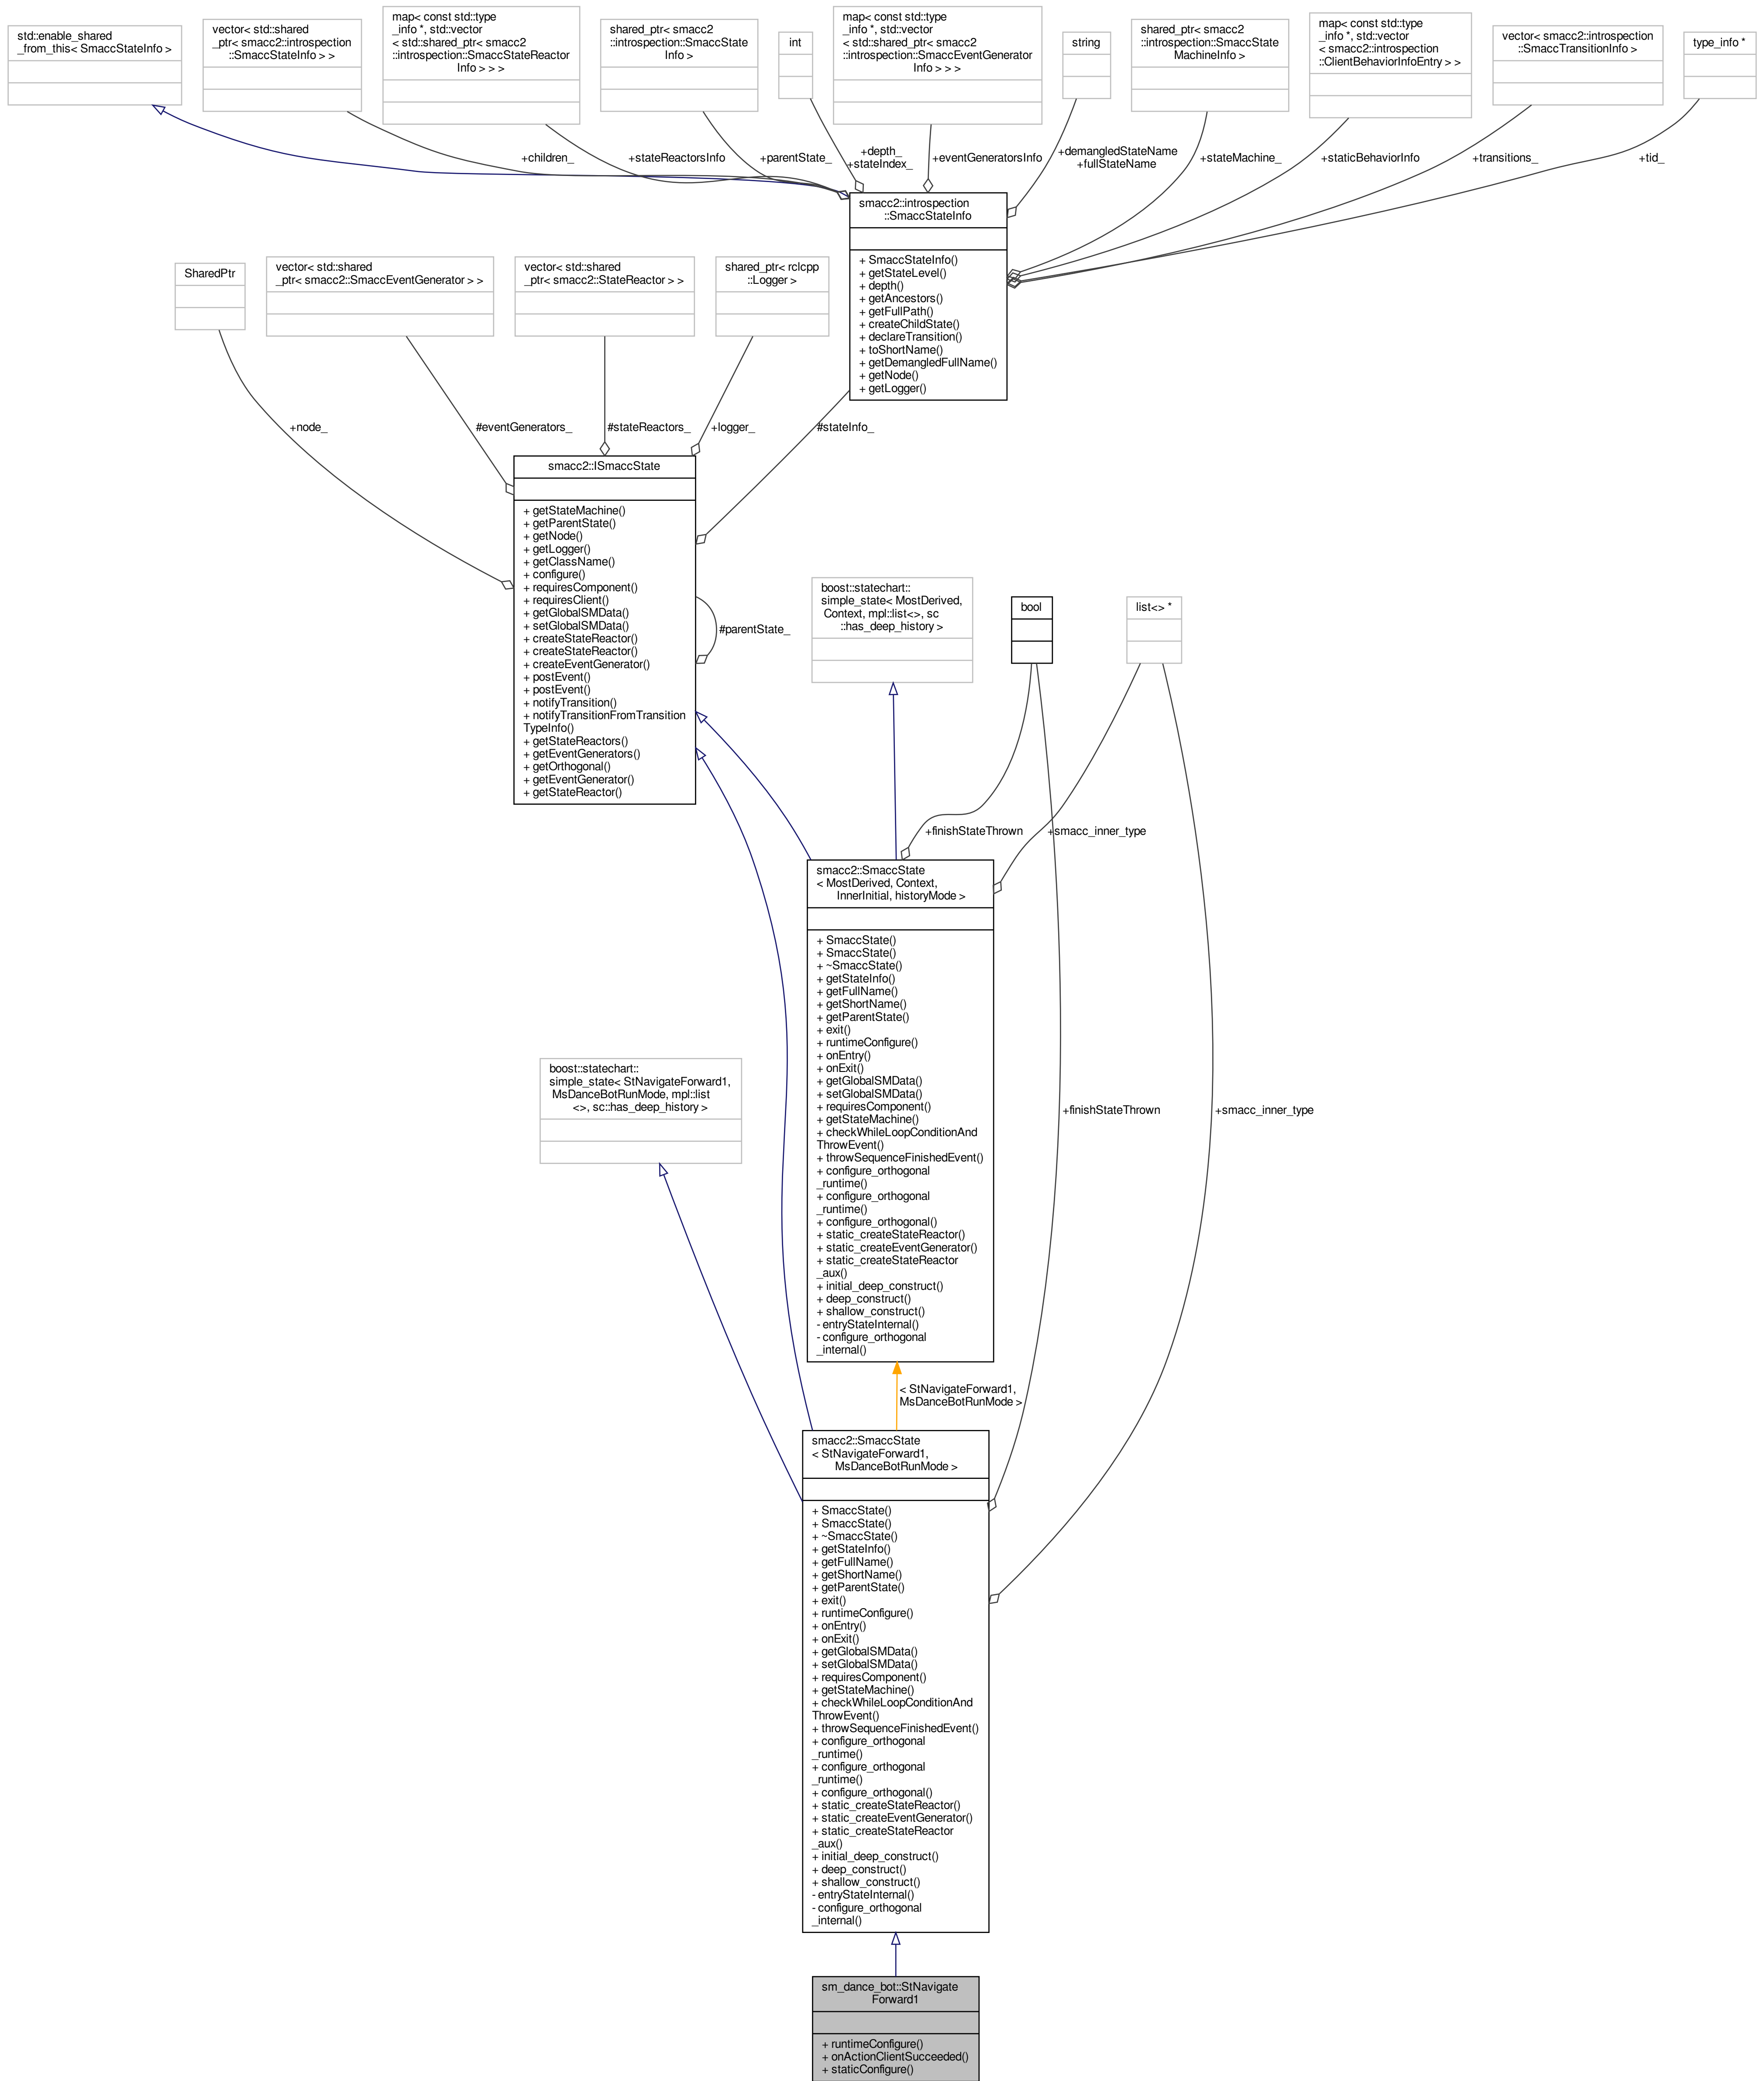 std::enable_shared
_from_this< SmaccStateInfo >
vector< std::shared
_ptr< smacc2::introspection
::SmaccStateInfo > >
map< const std::type
_info *, std::vector
< std::shared_ptr< smacc2
::introspection::SmaccStateReactor
Info > > >
shared_ptr< smacc2
::introspection::SmaccState
Info >
int
map< const std::type
_info *, std::vector
< std::shared_ptr< smacc2
::introspection::SmaccEventGenerator
Info > > >
string
shared_ptr< smacc2
::introspection::SmaccState
MachineInfo >
map< const std::type
_info *, std::vector
< smacc2::introspection
::ClientBehaviorInfoEntry > >
vector< smacc2::introspection
::SmaccTransitionInfo >
type_info *
+children_
+stateReactorsInfo
+parentState_
+depth_
+stateIndex_
+eventGeneratorsInfo
+demangledStateName
+fullStateName
+stateMachine_
+staticBehaviorInfo
+transitions_
+tid_
smacc2::introspection
::SmaccStateInfo
+ SmaccStateInfo()
+ getStateLevel()
+ depth()
+ getAncestors()
+ getFullPath()
+ createChildState()
+ declareTransition()
+ toShortName()
+ getDemangledFullName()
+ getNode()
+ getLogger()
SharedPtr
vector< std::shared
_ptr< smacc2::SmaccEventGenerator > >
vector< std::shared
_ptr< smacc2::StateReactor > >
shared_ptr< rclcpp
::Logger >
+node_
#eventGenerators_
#stateReactors_
+logger_
#stateInfo_
smacc2::ISmaccState
+ getStateMachine()
+ getParentState()
+ getNode()
+ getLogger()
+ getClassName()
+ configure()
+ requiresComponent()
+ requiresClient()
+ getGlobalSMData()
+ setGlobalSMData()
+ createStateReactor()
+ createStateReactor()
+ createEventGenerator()
+ postEvent()
+ postEvent()
+ notifyTransition()
+ notifyTransitionFromTransition
TypeInfo()
+ getStateReactors()
+ getEventGenerators()
+ getOrthogonal()
+ getEventGenerator()
+ getStateReactor()
#parentState_
boost::statechart::
simple_state< MostDerived,
Context, mpl::list<>, sc
::has_deep_history >
bool
list<> *
+finishStateThrown
+smacc_inner_type
smacc2::SmaccState
< MostDerived, Context,
InnerInitial, historyMode >
+ SmaccState()
+ SmaccState()
+ ~SmaccState()
+ getStateInfo()
+ getFullName()
+ getShortName()
+ getParentState()
+ exit()
+ runtimeConfigure()
+ onEntry()
+ onExit()
+ getGlobalSMData()
+ setGlobalSMData()
+ requiresComponent()
+ getStateMachine()
+ checkWhileLoopConditionAnd
ThrowEvent()
+ throwSequenceFinishedEvent()
+ configure_orthogonal
_runtime()
+ configure_orthogonal
_runtime()
+ configure_orthogonal()
+ static_createStateReactor()
+ static_createEventGenerator()
+ static_createStateReactor
_aux()
+ initial_deep_construct()
+ deep_construct()
+ shallow_construct()
- entryStateInternal()
- configure_orthogonal
_internal()
boost::statechart::
simple_state< StNavigateForward1,
MsDanceBotRunMode, mpl::list
<>, sc::has_deep_history >
+finishStateThrown
+smacc_inner_type
< StNavigateForward1,
MsDanceBotRunMode >
smacc2::SmaccState
< StNavigateForward1,
MsDanceBotRunMode >
+ SmaccState()
+ SmaccState()
+ ~SmaccState()
+ getStateInfo()
+ getFullName()
+ getShortName()
+ getParentState()
+ exit()
+ runtimeConfigure()
+ onEntry()
+ onExit()
+ getGlobalSMData()
+ setGlobalSMData()
+ requiresComponent()
+ getStateMachine()
+ checkWhileLoopConditionAnd
ThrowEvent()
+ throwSequenceFinishedEvent()
+ configure_orthogonal
_runtime()
+ configure_orthogonal
_runtime()
+ configure_orthogonal()
+ static_createStateReactor()
+ static_createEventGenerator()
+ static_createStateReactor
_aux()
+ initial_deep_construct()
+ deep_construct()
+ shallow_construct()
- entryStateInternal()
- configure_orthogonal
_internal()
sm_dance_bot::StNavigate
Forward1
+ runtimeConfigure()
+ onActionClientSucceeded()
+ staticConfigure()